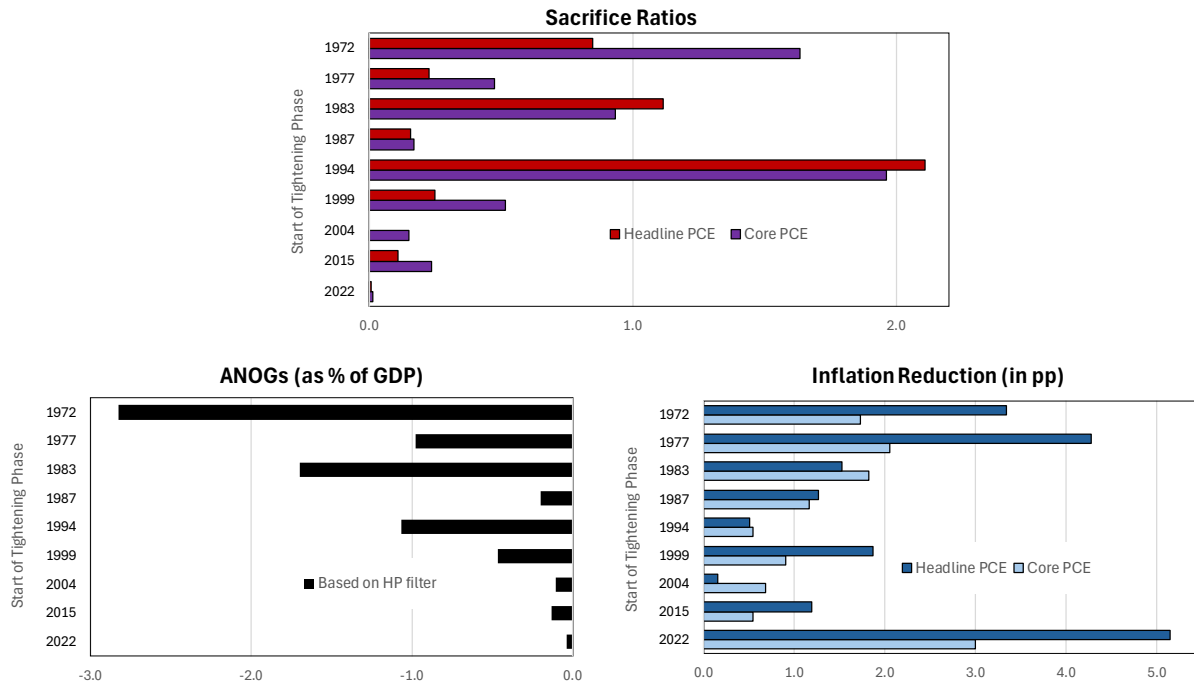 Sacrifice Ratios
Start of Tightening Phase
1972
1977
1983
1987
1994
1999
2004
2015
2022
Headline PCE Core PCE
0.0 1.0 2.0
ANOGs (as % of GDP)
Start of Tightening Phase
1972
1977
1983
1987
1994
1999
2004
2015
2022
Based on HP filter
-3.0 -2.0 -1.0 0.0
Inflation Reduction (in pp)
Start of Tightening Phase
1972
1977
1983
1987
1994
1999
2004
2015
2022
Headline PCE Core PCE
0.0 1.0 2.0 3.0 4.0 5.0